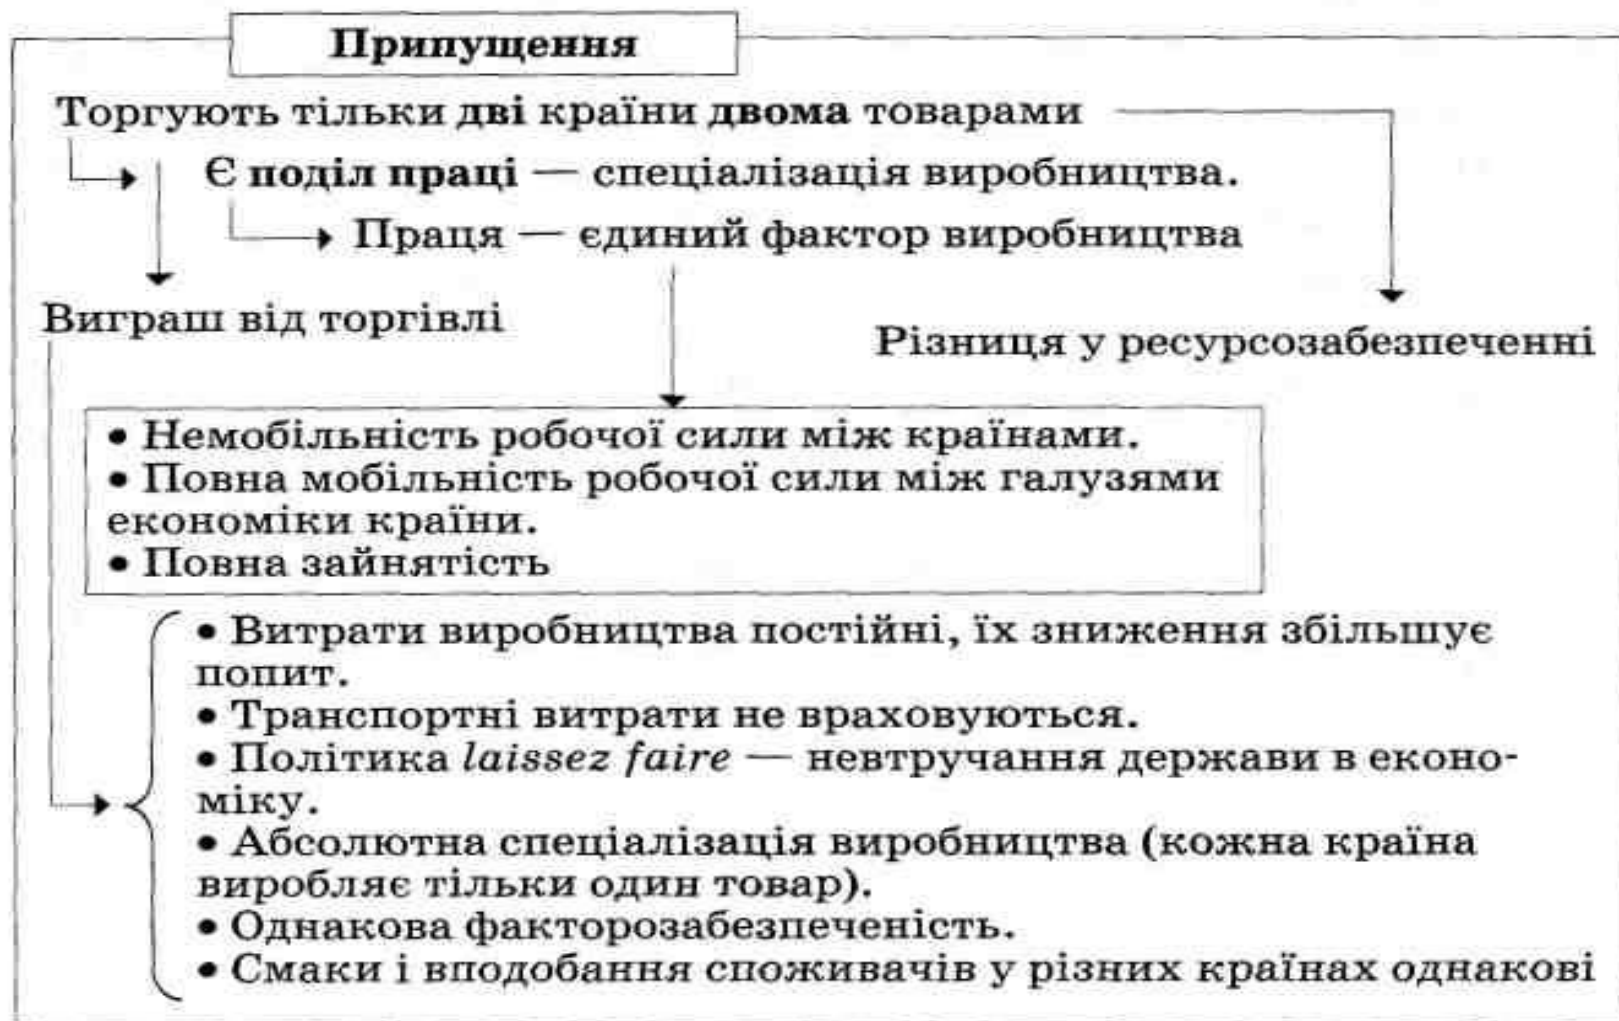 Припущення
Торгують тільки дві країни двома товарами
Є поділ праці — спеціалізація виробництва.
Праця — єдиний фактор виробництва
Виграш від торгівлі
Різниця у ресурсозабезпеченні
• Немобільність робочої сили між країнами.
• Повна мобільність робочої сили між галузями
економіки країни.
• Повна зайнятість
• Витрати виробництва постійні, їх зниження збільшує
попит.
• Транспортні витрати не враховуються.
• Політика laissez faire — невтручання держави в еконо-
міку.
• Абсолютна спеціалізація виробництва (кожна країна
виробляє тільки один товар).
• Однакова факторозабезпеченість.
• Смаки і вподобання споживачів у різних країнах однакові